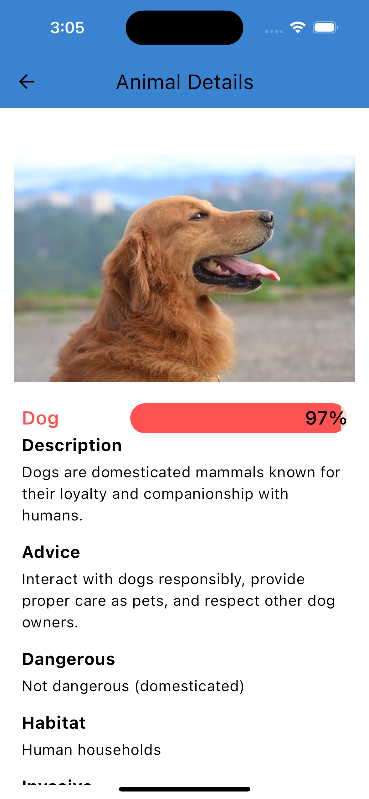 3:05
Animal Details
Dog 97%
Description
Dogs are domesticated mammals known for
their loyalty and companionship with
humans.
Advice
Interact with dogs responsibly, provide
proper care as pets, and respect other dog
owners.
Dangerous
Not dangerous (domesticated)
Habitat
Human households
Invasive